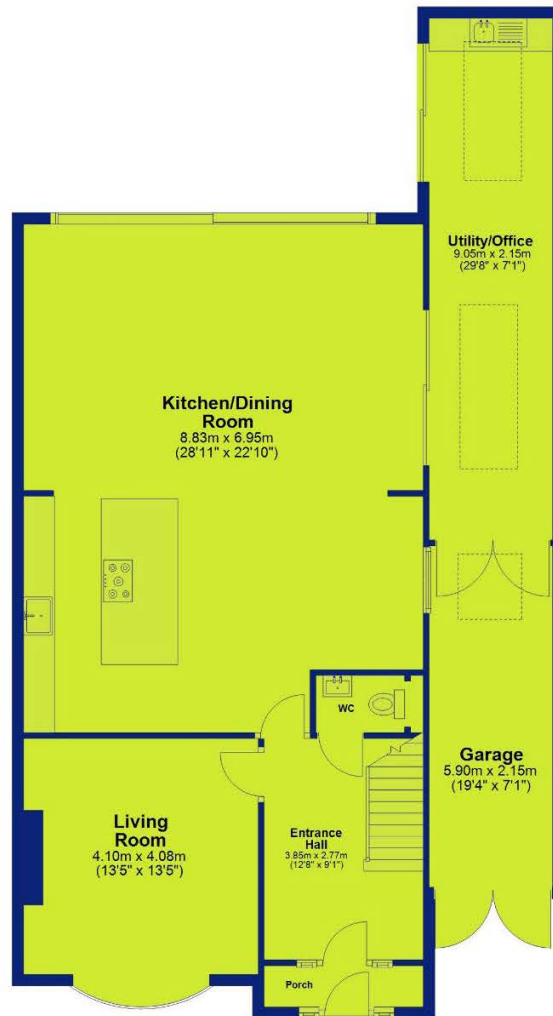 Utility/Office
9.05m x 2.15m
(29'8" x 7'1")
Kitchen/Dining
Room
8.83m x 6.95m
(28'11" x 22'10")
WC
Garage
5.90m x 2.15m
(19'4" x 7'1")
Living
Room
4.10m x 4.08m
(13'5" x 13'5")
Entrance
Hall
3.85m x 2.77m
(12'8" x 9'1")
Porch